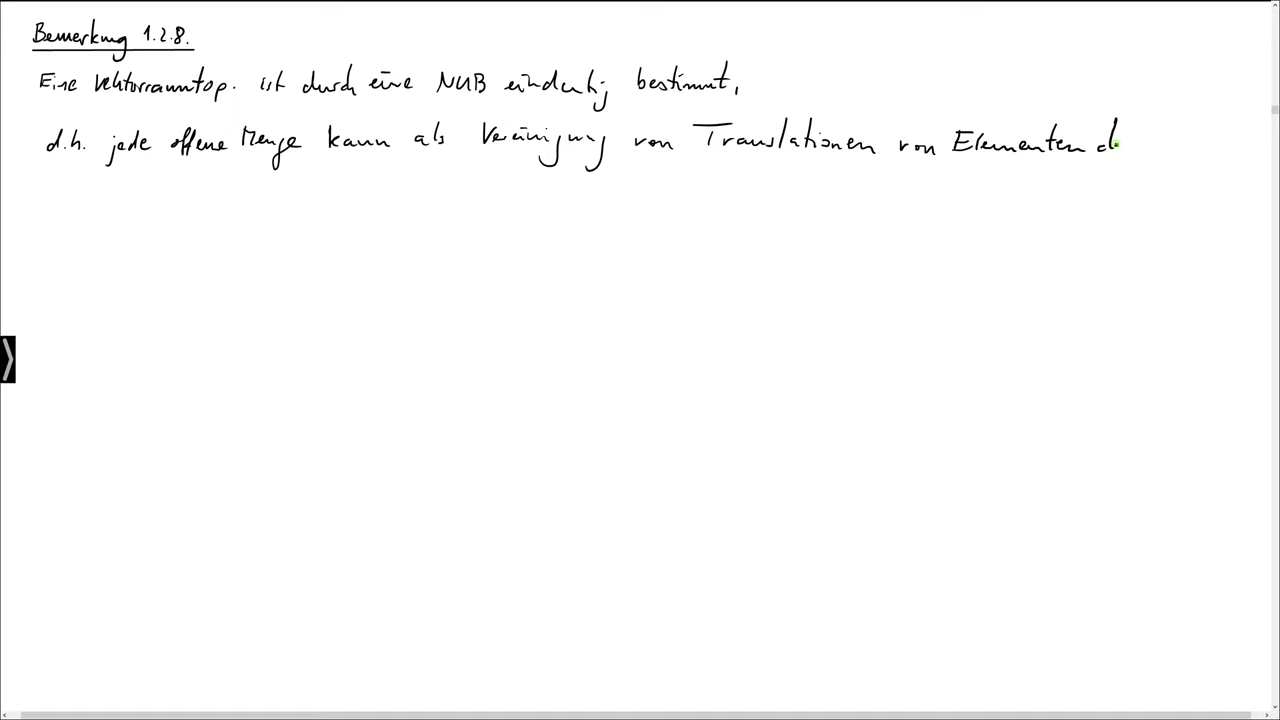 Bemerkung 1.2.8.
Eine Vektorraumtop. ist durch eine NUB eindeutig bestimmt,
d.h. jede offene Menge kann als Vereinigung von Translationen von Elementen d